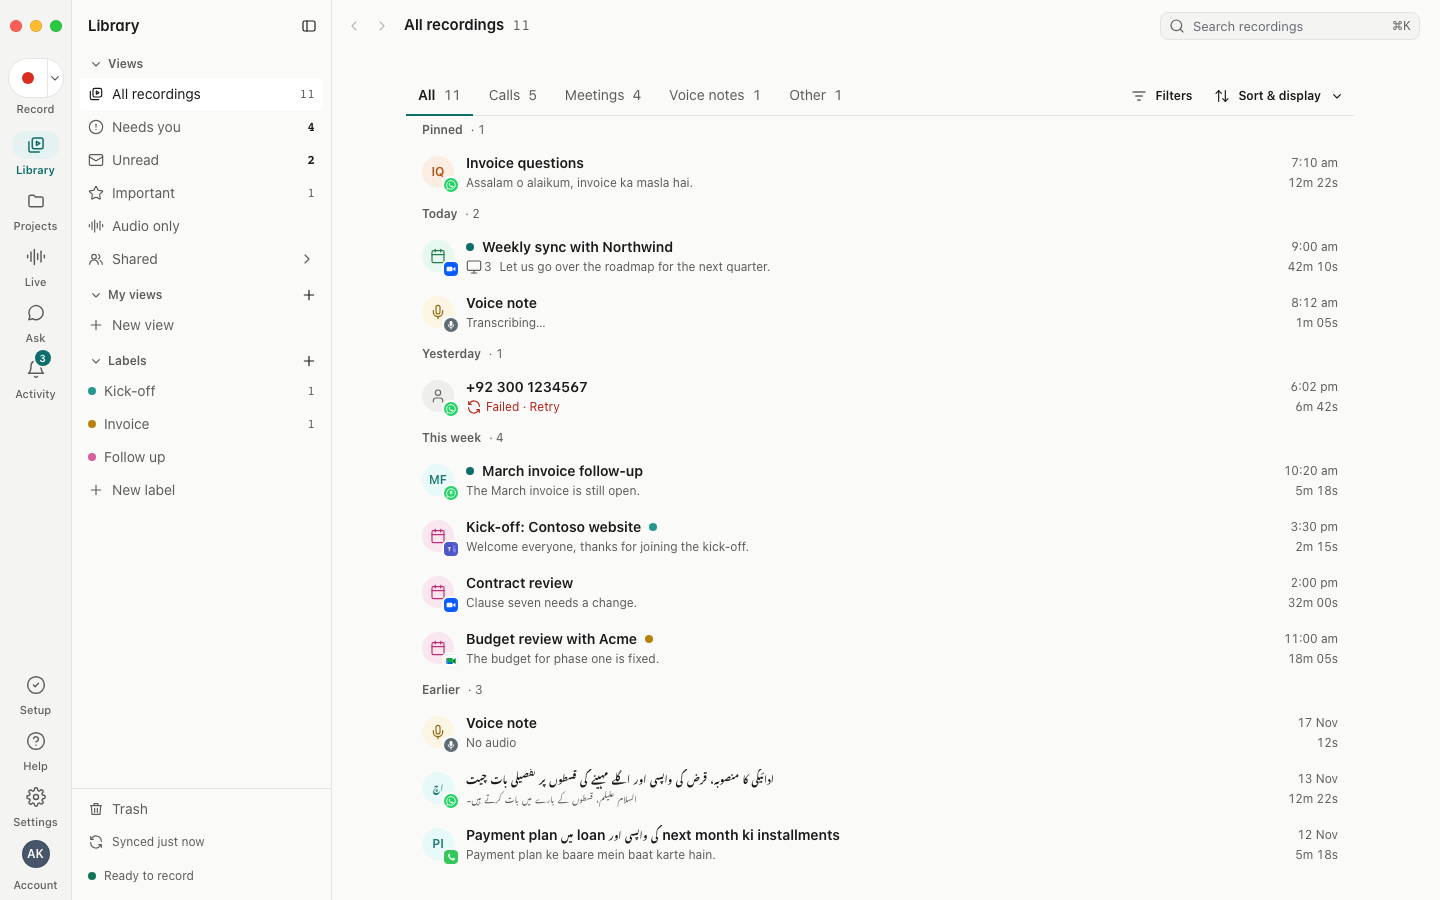 Library
All recordings 11
Search recordings ⌘K
Record
Library
Projects
Live
Ask
3
Activity
Setup
Help
Settings
AK
Account
Views
All recordings 11
Needs you 4
Unread 2
Important 1
Audio only
Shared
My views
New view
Labels
Kick-off 1
Invoice 1
Follow up
New label
Trash
Synced just now
Ready to record
All 11 Calls 5 Meetings 4 Voice notes 1 Other 1
Filters Sort & display
Pinned · 1
IQ Invoice questions 7:10 am
Assalam o alaikum, invoice ka masla hai. 12m 22s
Today · 2
Weekly sync with Northwind 9:00 am
3 Let us go over the roadmap for the next quarter. 42m 10s
Voice note 8:12 am
Transcribing... 1m 05s
Yesterday · 1
+92 300 1234567 6:02 pm
Failed · Retry 6m 42s
This week · 4
MF March invoice follow-up 10:20 am
The March invoice is still open. 5m 18s
Kick-off: Contoso website 3:30 pm
Welcome everyone, thanks for joining the kick-off. 2m 15s
Contract review 2:00 pm
Clause seven needs a change. 32m 00s
Budget review with Acme 11:00 am
The budget for phase one is fixed. 18m 05s
Earlier · 3
Voice note 17 Nov
No audio 12s
اچ ادائیگی کا منصوبہ، قرض کی واپسی اور اگلے مہینے کی قسطوں پر تفصیلی بات چیت 13 Nov
السلام علیکم، قسطوں کے بارے میں بات کرتے ہیں۔ 12m 22s
PI Payment plan میں loan کی واپسی اور next month ki installments 12 Nov
Payment plan ke baare mein baat karte hain. 5m 18s